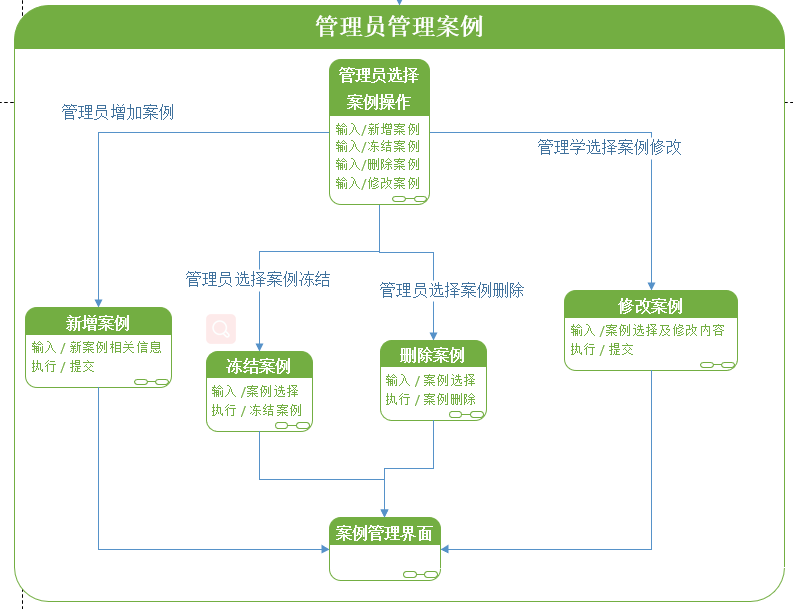 管理员管理案例
管理员选择
案例操作
输入/新增案例
输入/冻结案例
输入/删除案例
输入/修改案例
管理员增加案例
管理学选择案例修改
管理员选择案例冻结
管理员选择案例删除
新增案例
输入 / 新案例相关信息
执行 / 提交
冻结案例
输入 /案例选择
执行 / 冻结案例
删除案例
输入 / 案例选择
执行 / 案例删除
修改案例
输入 /案例选择及修改内容
执行 / 提交
案例管理界面